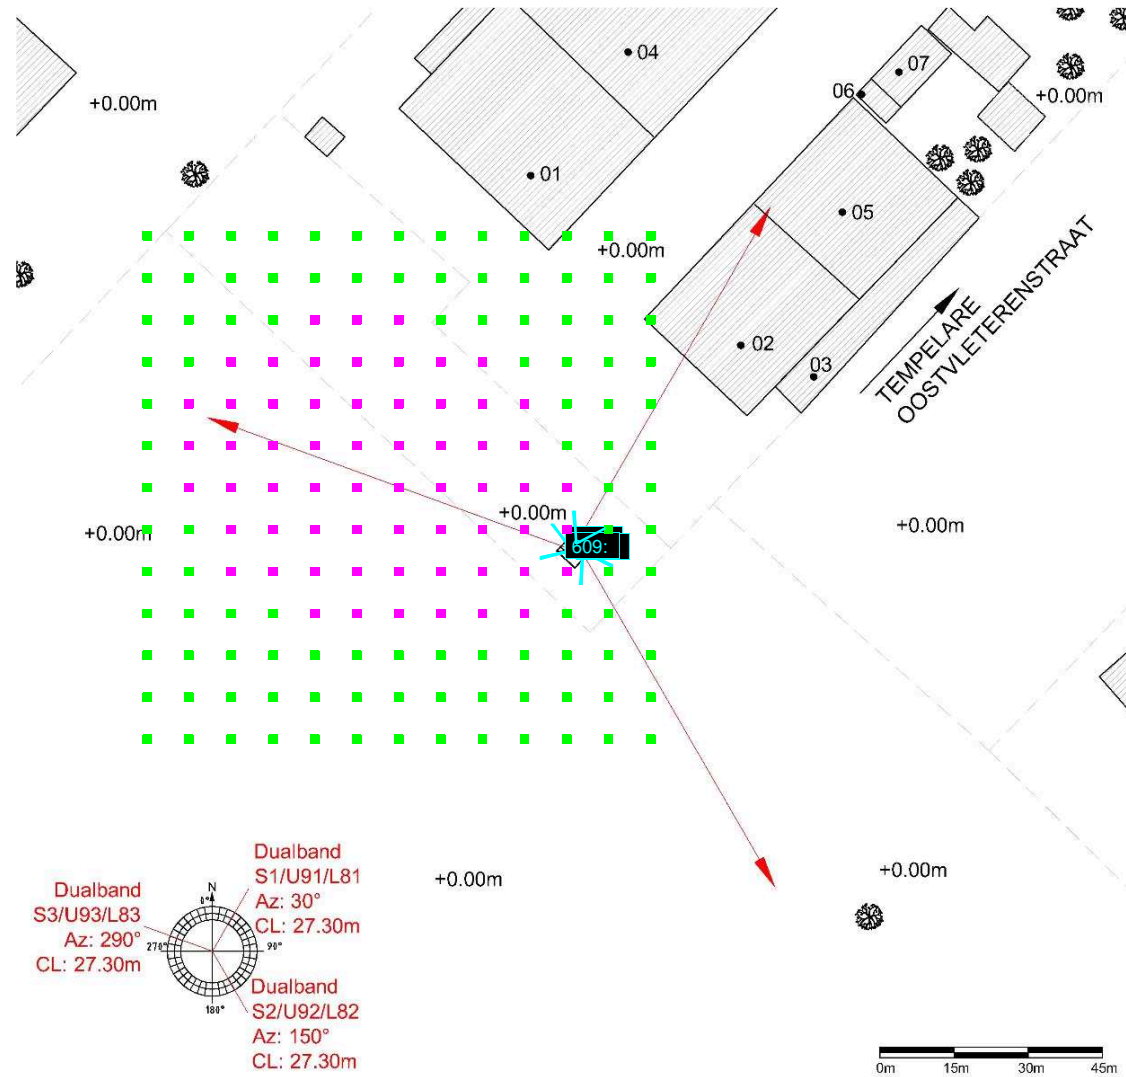 04
07
06
+0.00m
+0.00m
01
05
+0.00m
02
03
TEMPELARE
OOSTVLETERENSTRAAT
+0.00m
+0.00m
+0.00m
609:
+0.00m
+0.00m
Dualband
S1/U91/L81
Az: 30°
CL: 27.30m
Dualband
S3/U93/L83
Az: 290°
CL: 27.30m
N
0°
270°
90°
180°
Dualband
S2/U92/L82
Az: 150°
CL: 27.30m
0m 15m 30m 45m